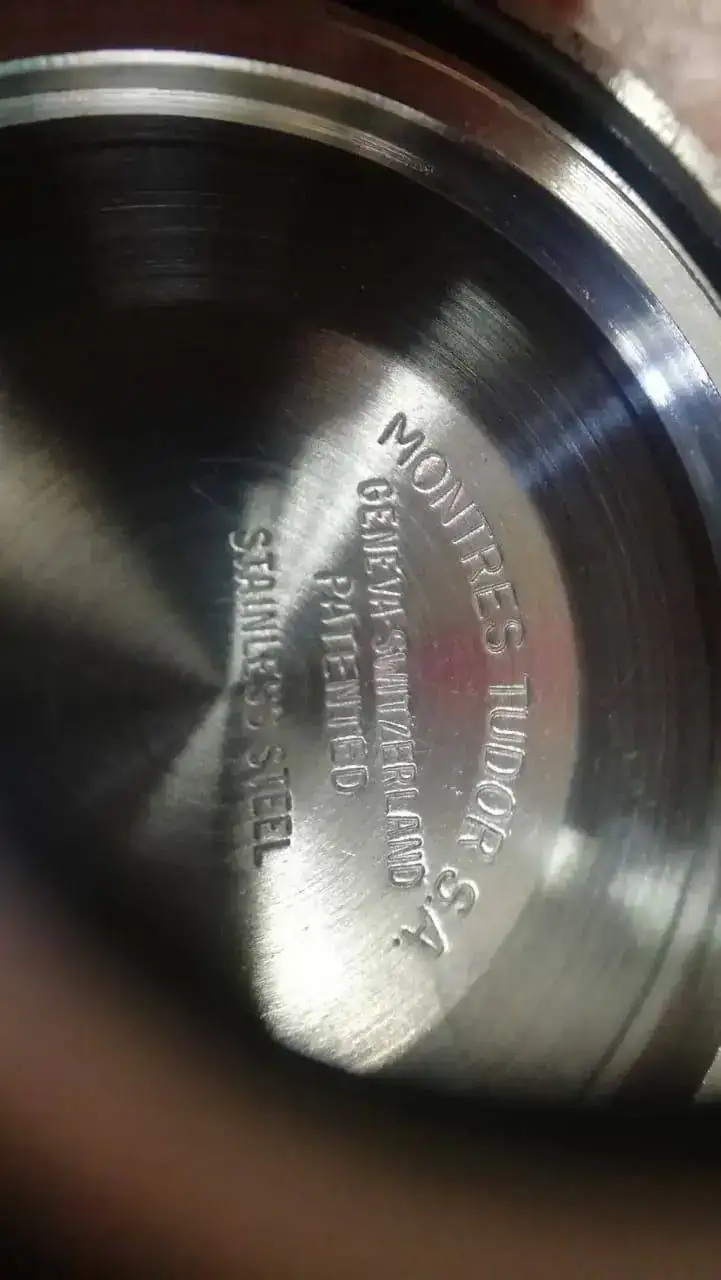 MONTRES TUDOR S.A.
GENEVA-SWITZERLAND
PATENTED
STAINLESS STEEL